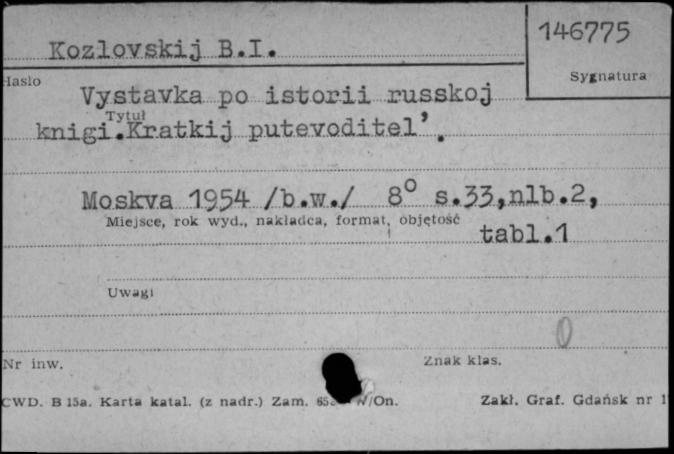 146775
Kozlovskij B.I.
Hasło
Sygnatura
Vystavka po istorii russkoj
Tytuł
knigi.Kratkij putevoditel'.
Moskva 1954 /b.w./ 8° s.33,nlb.2,
Miejsce, rok wyd., nakładca, format, objętość
tabl.1
Uwagi
0
Nr inw.
Znak klas.
CWD. B 15a. Karta katal. (z nadr.) Zam. /On.
Zakł. Graf. Gdańsk nr 1